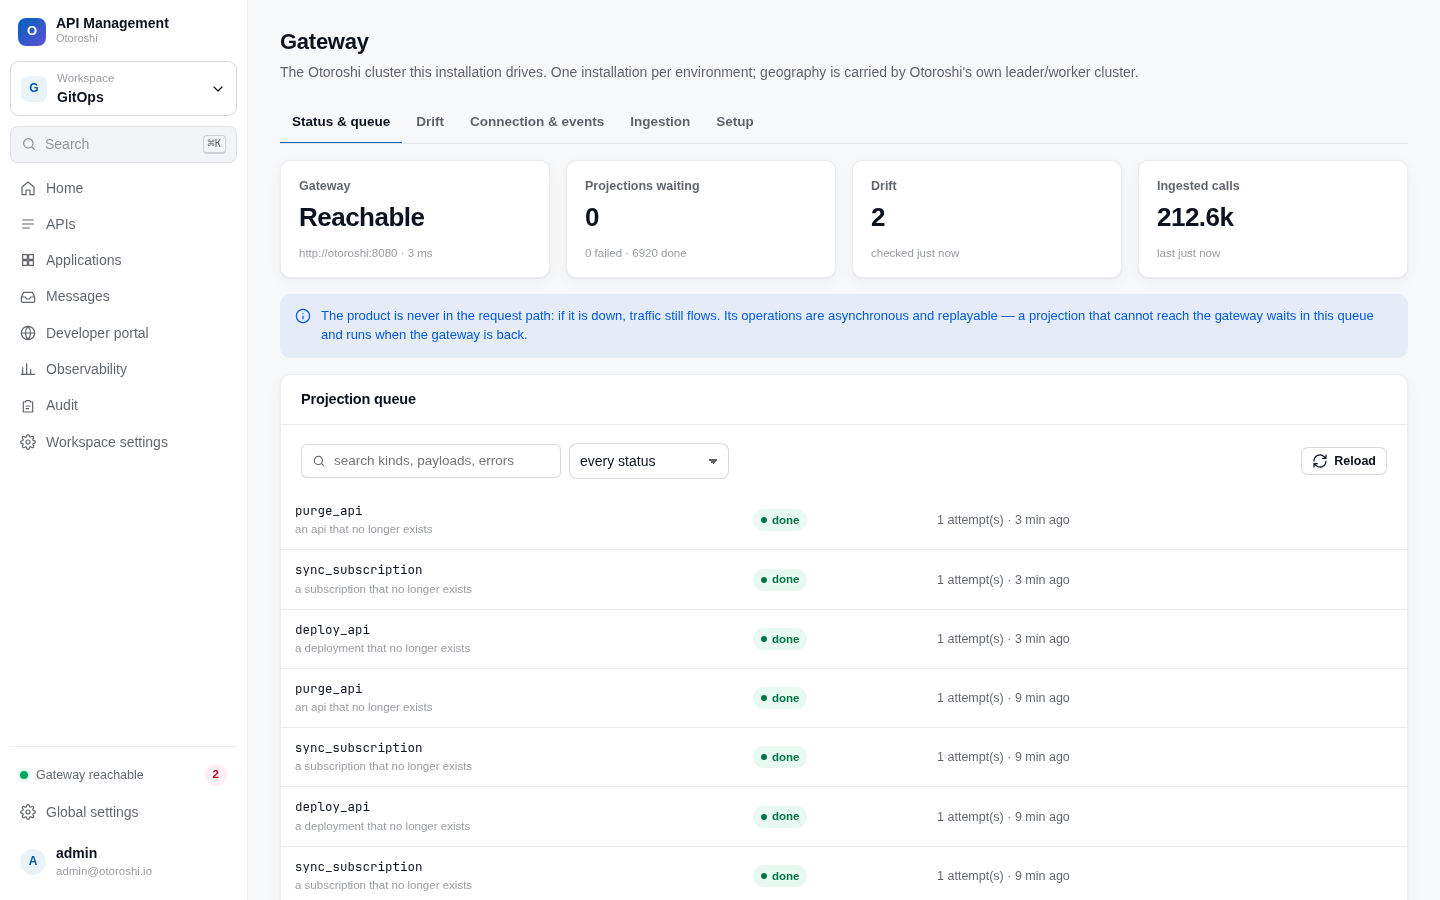 O
API Management
Otoroshi
G
Workspace
GitOps
Search
⌘K
Home
APIs
Applications
Messages
Developer portal
Observability
Audit
Workspace settings
Gateway reachable
2
Global settings
A
admin
admin@otoroshi.io
Gateway
The Otoroshi cluster this installation drives. One installation per environment; geography is carried by Otoroshi's own leader/worker cluster.
Status & queue
Drift
Connection & events
Ingestion
Setup
Gateway
Reachable
http://otoroshi:8080 · 3 ms
Projections waiting
0
0 failed · 6920 done
Drift
2
checked just now
Ingested calls
212.6k
last just now
The product is never in the request path: if it is down, traffic still flows. Its operations are asynchronous and replayable — a projection that cannot reach the gateway waits in this queue
and runs when the gateway is back.
Projection queue
search kinds, payloads, errors
every status
Reload
purge_api
an api that no longer exists
done
1 attempt(s) · 3 min ago
sync_subscription
a subscription that no longer exists
done
1 attempt(s) · 3 min ago
deploy_api
a deployment that no longer exists
done
1 attempt(s) · 3 min ago
purge_api
an api that no longer exists
done
1 attempt(s) · 9 min ago
sync_subscription
a subscription that no longer exists
done
1 attempt(s) · 9 min ago
deploy_api
a deployment that no longer exists
done
1 attempt(s) · 9 min ago
sync_subscription
a subscription that no longer exists
done
1 attempt(s) · 9 min ago